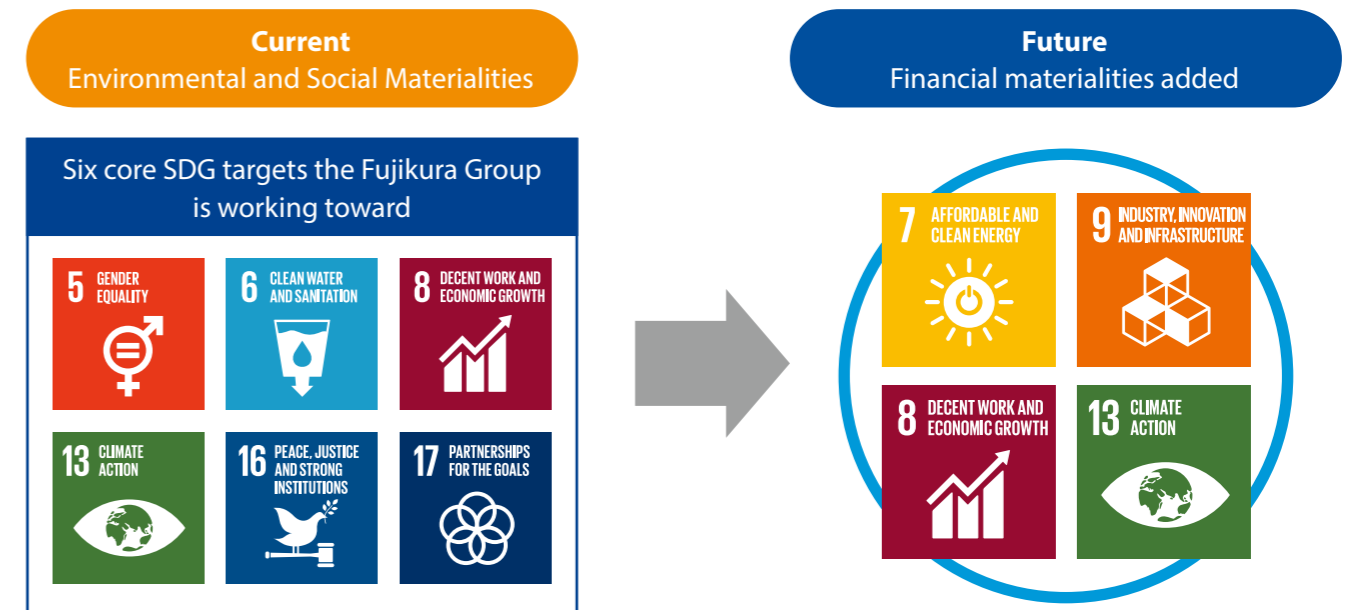 Current
Environmental and Social Materialities
Future
Financial materialities added
Six core SDG targets the Fujikura Group
is working toward
5 GENDER
EQUALITY
6 CLEAN WATER
AND SANITATION
8 DECENT WORK AND
ECONOMIC GROWTH
13 CLIMATE
ACTION
16 PEACE, JUSTICE
AND STRONG
INSTITUTIONS
17 PARTNERSHIPS
FOR THE GOALS
7 AFFORDABLE AND
CLEAN ENERGY
9 INDUSTRY, INNOVATION
AND INFRASTRUCTURE
8 DECENT WORK AND
ECONOMIC GROWTH
13 CLIMATE
ACTION